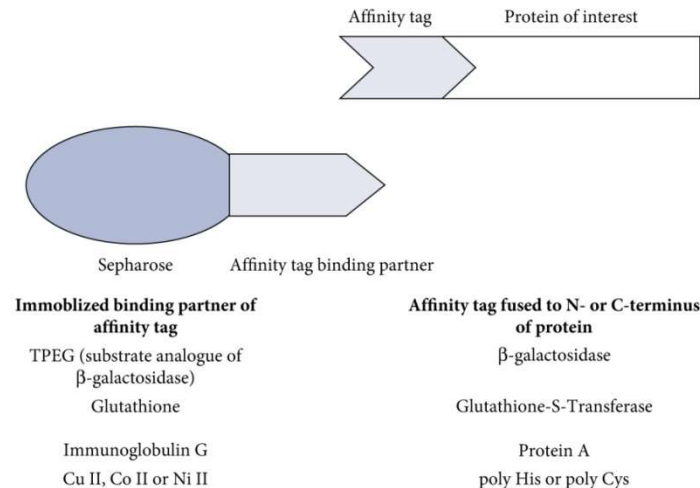 Affinity tag Protein of interest
Sepharose Affinity tag binding partner
Immoblized binding partner of
affinity tag
Affinity tag fused to N- or C-terminus
of protein
TPEG (substrate analogue of
β-galactosidase)
β-galactosidase
Glutathione Glutathione-S-Transferase
Immunoglobulin G Protein A
Cu II, Co II or Ni II poly His or poly Cys